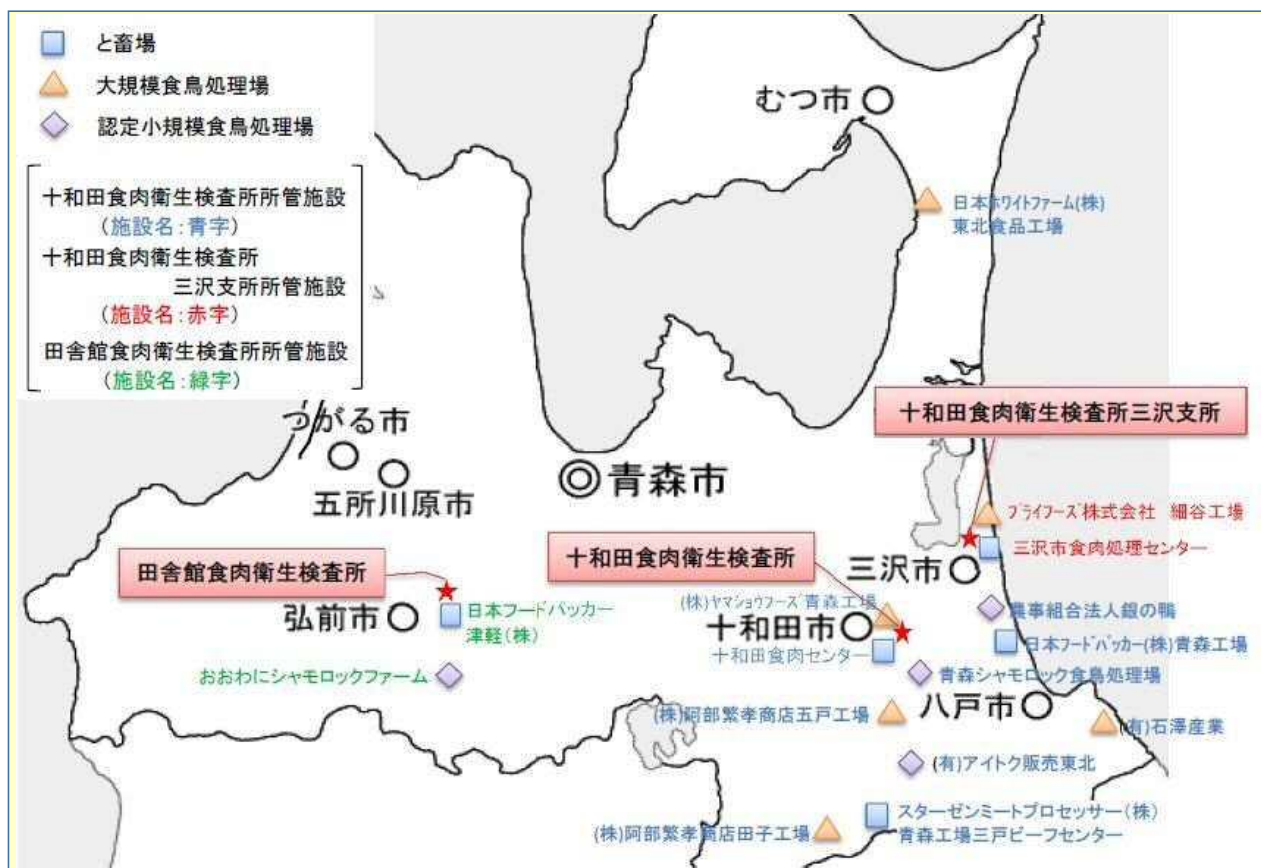 と畜場
大規模食鳥処理場
認定小規模食鳥処理場
十和田食肉衛生検査所所管施設
(施設名:青字)
十和田食肉衛生検査所
三沢支所所管施設
(施設名:赤字)
田舎館食肉衛生検査所所管施設
(施設名:緑字)
むつ市
日本ホワイトファーム(株)
東北食品工場
つがる市
五所川原市
青森市
十和田食肉衛生検査所三沢支所
プライフーズ株式会社 細谷工場
三沢市食肉処理センター
三沢市
田舎館食肉衛生検査所
十和田食肉衛生検査所
弘前市
日本フードパッカー
津軽(株)
おおわにシャモロックファーム
(株)ヤマショウフーズ青森工場
十和田市
十和田食肉センター
農事組合法人銀の鴨
日本フードパッカー(株)青森工場
青森シャモロック食鳥処理場
八戸市
(株)阿部繁孝商店五戸工場
(有)石澤産業
(有)アイトク販売東北
スターゼンミートプロセッサー(株)
青森工場三戸ビーフセンター
(株)阿部繁孝商店田子工場